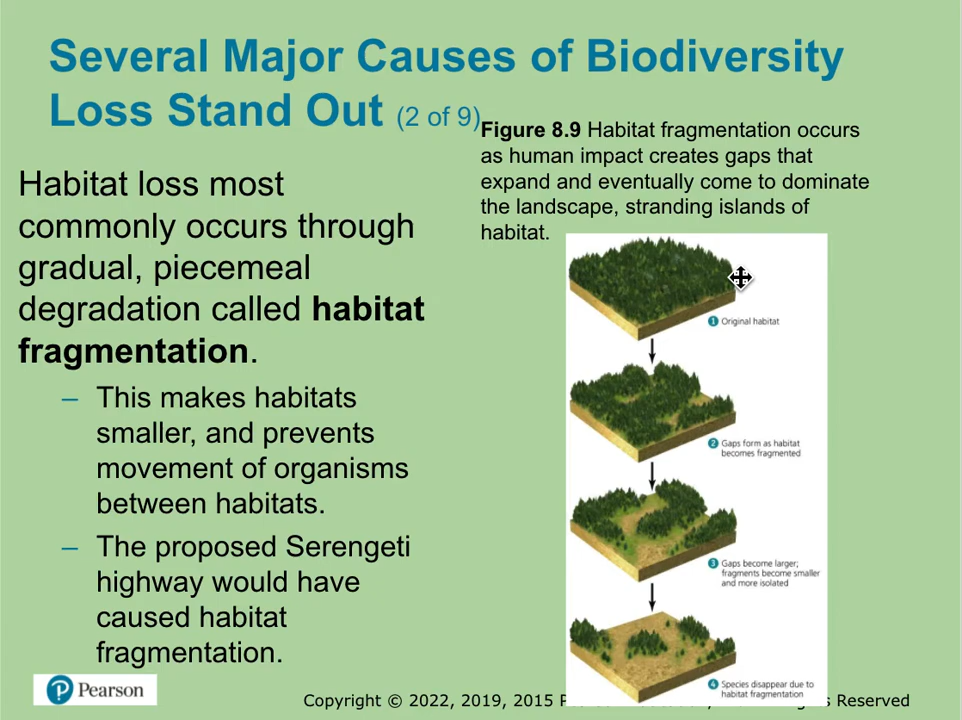 Several Major Causes of Biodiversity
Loss Stand Out (2 of 9)
Figure 8.9 Habitat fragmentation occurs
as human impact creates gaps that
expand and eventually come to dominate
the landscape, stranding islands of
habitat.
Habitat loss most
commonly occurs through
gradual, piecemeal
degradation called habitat
fragmentation.
– This makes habitats
smaller, and prevents
movement of organisms
between habitats.
– The proposed Serengeti
highway would have
caused habitat
fragmentation.
1 Original habitat
2 Gaps form as habitat
becomes fragmented
3 Gaps become larger;
fragments become smaller
and more isolated
4 Species disappear due to
habitat fragmentation
Pearson
Copyright © 2022, 2019, 2015 Reserved